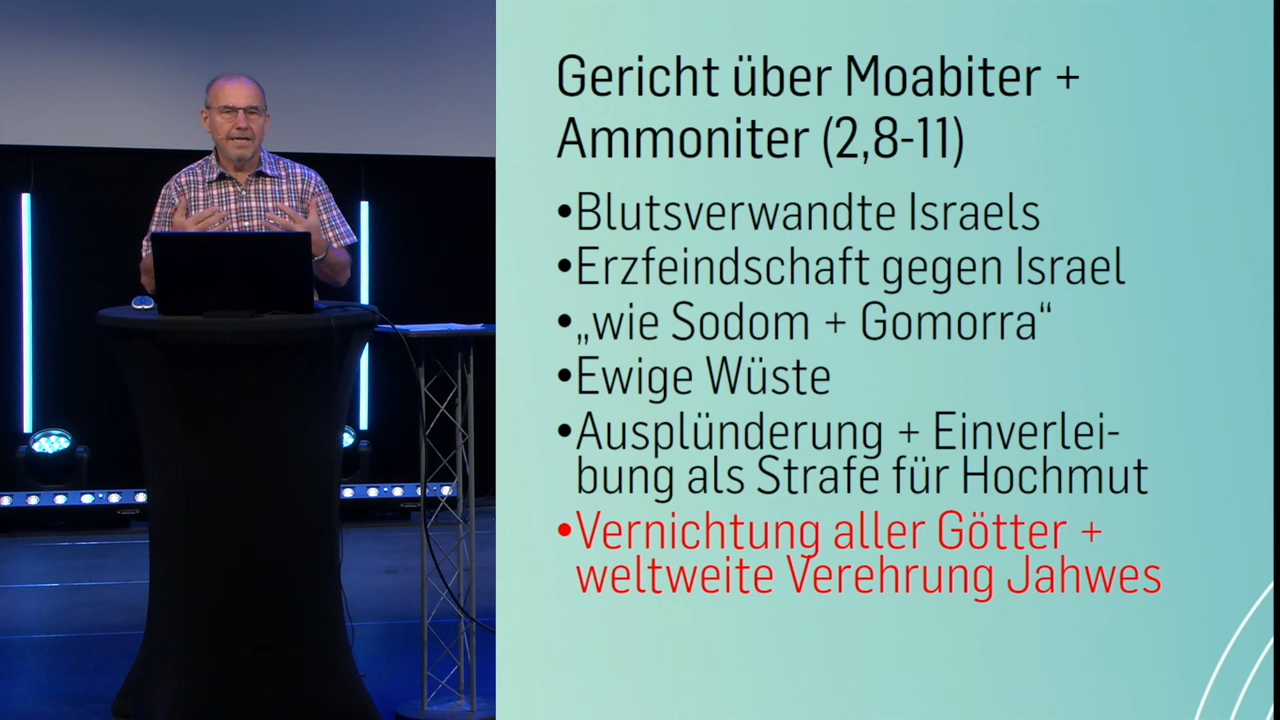 Gericht über Moabiter +
Ammoniter (2,8-11)
•Blutsverwandte Israels
•Erzfeindschaft gegen Israel
•„wie Sodom + Gomorra“
•Ewige Wüste
•Ausplünderung + Einverlei-
bung als Strafe für Hochmut
•Vernichtung aller Götter +
weltweite Verehrung Jahwes